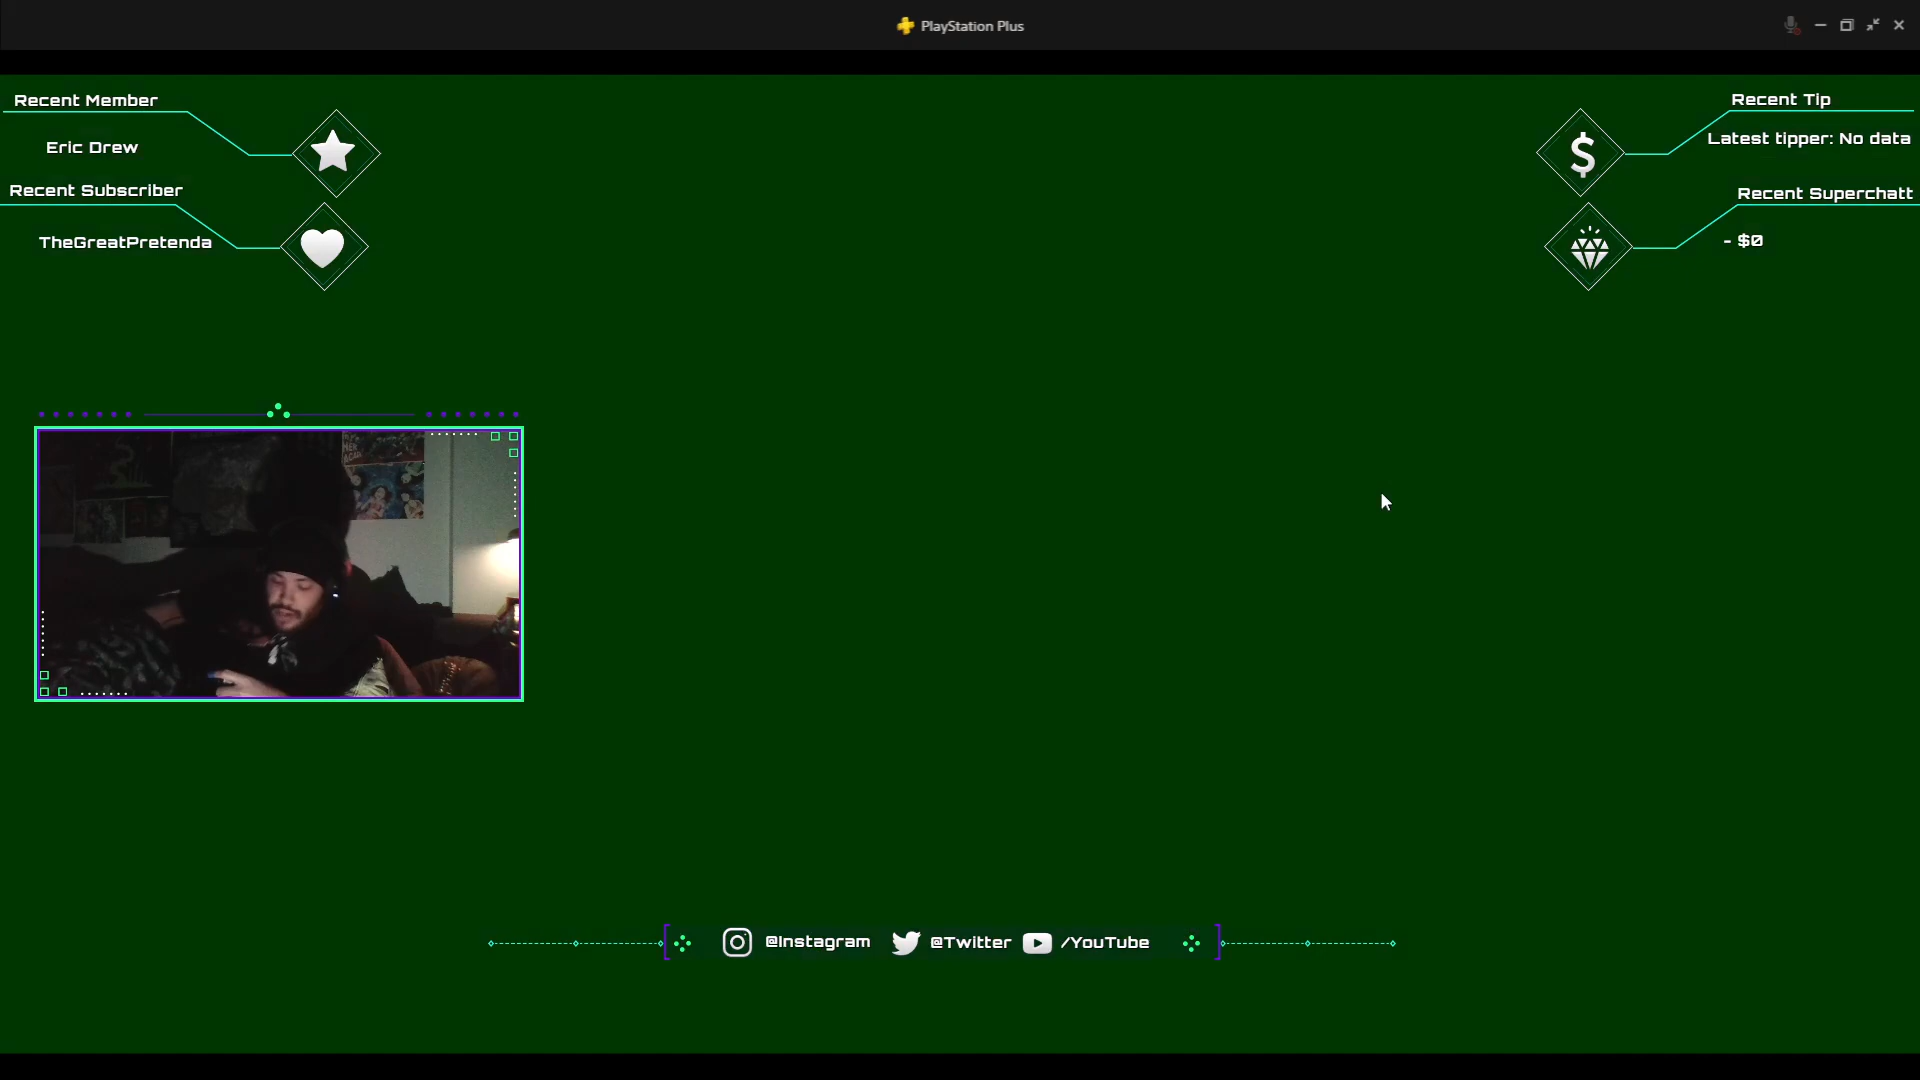 PlayStation Plus
Recent Member
Eric Drew
Recent Subscriber
TheGreatPretenda
Recent Tip
Latest tipper: No data
Recent Superchatt
- $0
@Instagram @Twitter /YouTube